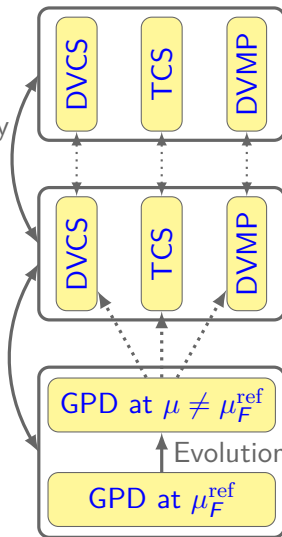 DVCS
TCS
DVMP
y
DVCS
TCS
DVMP
GPD at μ ≠ μ_F^ref
Evolution
GPD at μ_F^ref